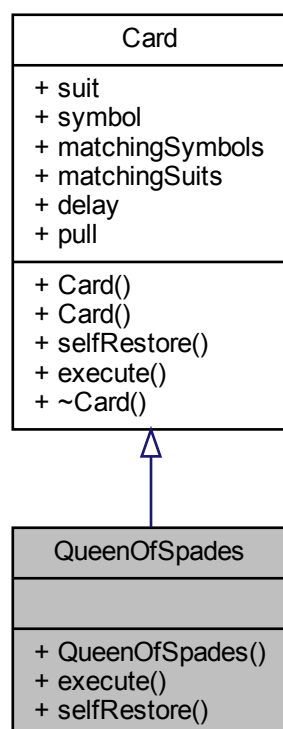 Card
+ suit
+ symbol
+ matchingSymbols
+ matchingSuits
+ delay
+ pull
+ Card()
+ Card()
+ selfRestore()
+ execute()
+ ~Card()
QueenOfSpades
+ QueenOfSpades()
+ execute()
+ selfRestore()